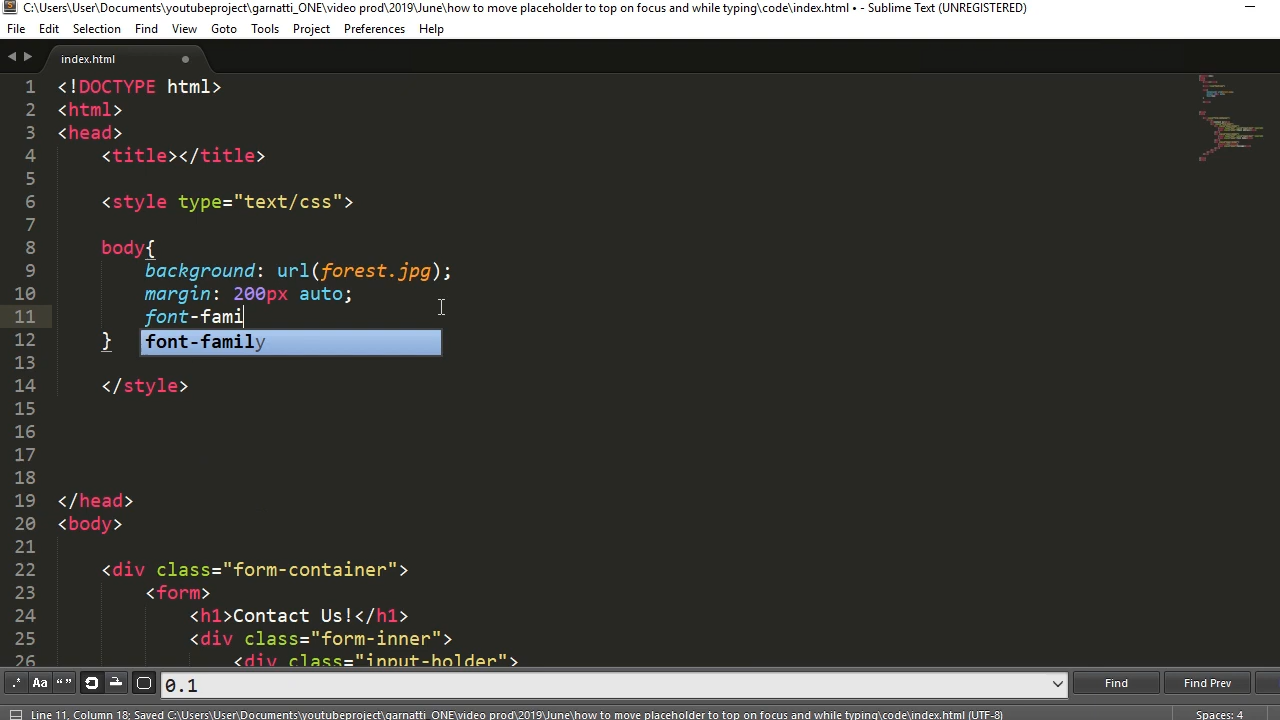 C:\Users\User\Documents\youtubeproject\garnatti_ONE\video prod\2019\June\how to move placeholder to top on focus and while typing\code\index.html • - Sublime Text (UNREGISTERED)
File Edit Selection Find View Goto Tools Project Preferences Help
index.html
1 <!DOCTYPE html>
2 <html>
3 <head>
4 <title></title>
5
6 <style type="text/css">
7
8 body{
9 background: url(forest.jpg);
10 margin: 200px auto;
11 font-fami
12 }
font-family
13
14 </style>
15
16
17
18
19 </head>
20 <body>
21
22 <div class="form-container">
23 <form>
24 <h1>Contact Us!</h1>
25 <div class="form-inner">
26 <div class="input-holder">
.* Aa “ ” 0.1 Find Find Prev
Line 11, Column 18; Saved C:\Users\User\Documents\youtubeproject\garnatti_ONE\video prod\2019\June\how to move placeholder to top on focus and while typing\code\index.html (UTF-8) Spaces: 4